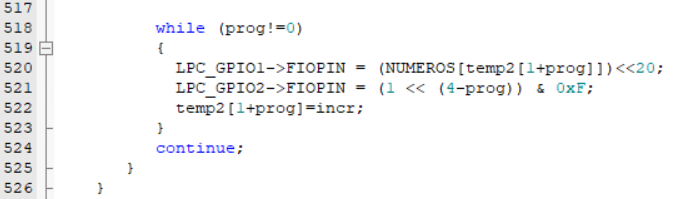 517
518 while (prog!=0)
519 {
520 LPC_GPIO1->FIOPIN = (NUMEROS[temp2[1+prog]])<<20;
521 LPC_GPIO2->FIOPIN = (1 << (4-prog)) & 0xF;
522 temp2[1+prog]=incr;
523 }
524 continue;
525 }
526 }